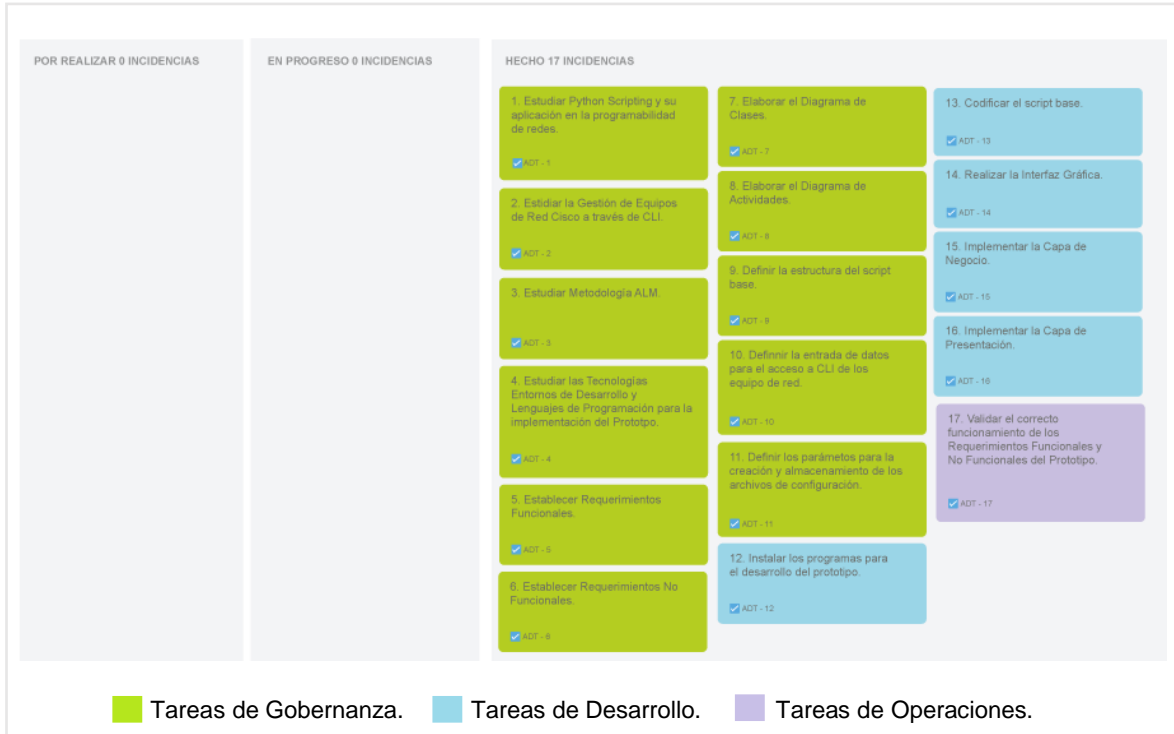 POR REALIZAR 0 INCIDENCIAS
EN PROGRESO 0 INCIDENCIAS
HECHO 17 INCIDENCIAS
1. Estudiar Python Scripting y su
aplicación en la programabilidad
de redes.
ADT - 1
2. Estidiar la Gestión de Equipos
de Red Cisco a través de CLI.
ADT - 2
3. Estudiar Metodología ALM.
ADT - 3
4. Estudiar las Tecnologías
Entornos de Desarrollo y
Lenguajes de Programación para la
implementación del Prototpo.
ADT - 4
5. Establecer Requerimientos
Funcionales.
ADT - 5
6. Establecer Requerimientos No
Funcionales.
ADT - 6
7. Elaborar el Diagrama de
Clases.
ADT - 7
8. Elaborar el Diagrama de
Actividades.
ADT - 8
9. Definir la estructura del script
base.
ADT - 9
10. Definnir la entrada de datos
para el acceso a CLI de los
equipo de red.
ADT - 10
11. Definir los parámetos para la
creación y almacenamiento de los
archivos de configuración.
ADT - 11
12. Instalar los programas para
el desarrollo del prototipo.
ADT - 12
13. Codificar el script base.
ADT - 13
14. Realizar la Interfaz Gráfica.
ADT - 14
15. Implementar la Capa de
Negocio.
ADT - 15
16. Implementar la Capa de
Presentación.
ADT - 16
17. Validar el correcto
funcionamiento de los
Requerimientos Funcionales y
No Funcionales del Prototipo.
ADT - 17
Tareas de Gobernanza.
Tareas de Desarrollo.
Tareas de Operaciones.